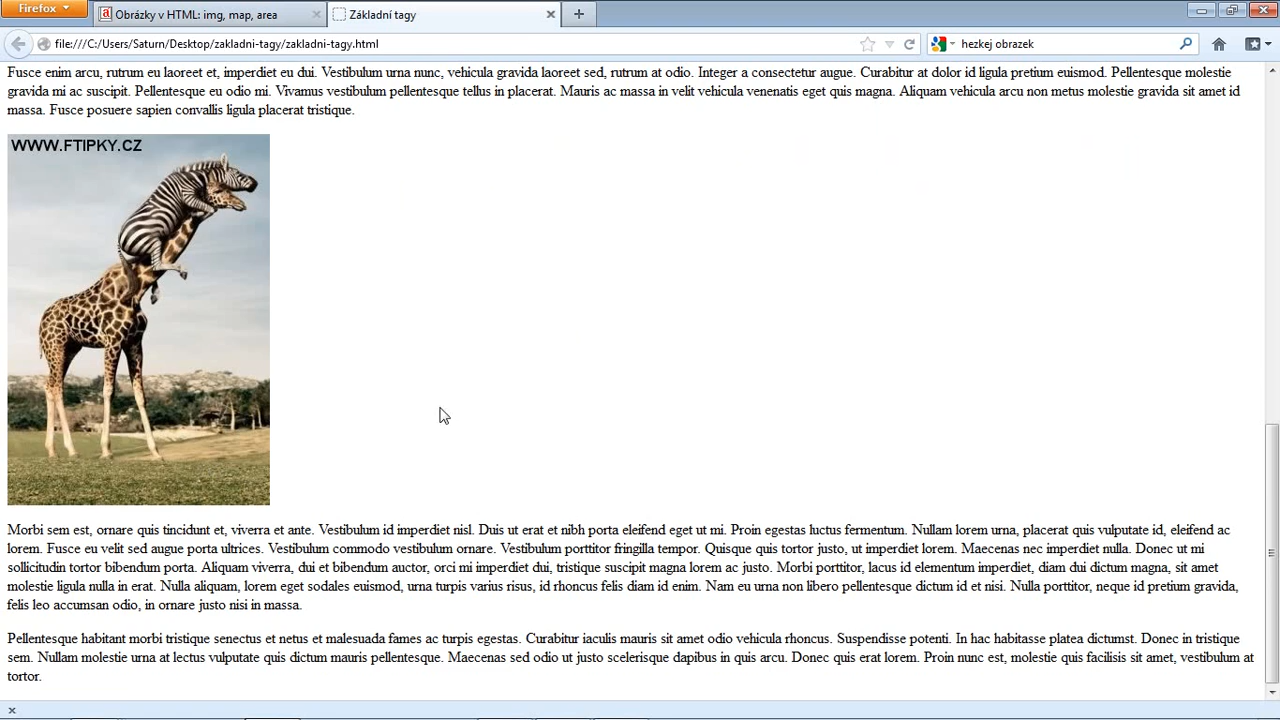 Firefox
Obrázky v HTML: img, map, area
Základní tagy
file:///C:/Users/Saturn/Desktop/zakladni-tagy/zakladni-tagy.html
hezkej obrazek
Fusce enim arcu, rutrum eu laoreet et, imperdiet eu dui. Vestibulum urna nunc, vehicula gravida laoreet sed, rutrum at odio. Integer a consectetur augue. Curabitur at dolor id ligula pretium euismod. Pellentesque molestie
gravida mi ac suscipit. Pellentesque eu odio mi. Vivamus vestibulum pellentesque tellus in placerat. Mauris ac massa in velit vehicula venenatis eget quis magna. Aliquam vehicula arcu non metus molestie gravida sit amet id
massa. Fusce posuere sapien convallis ligula placerat tristique.
WWW.FTIPKY.CZ
Morbi sem est, ornare quis tincidunt et, viverra et ante. Vestibulum id imperdiet nisl. Duis ut erat et nibh porta eleifend eget ut mi. Proin egestas luctus fermentum. Nullam lorem urna, placerat quis vulputate id, eleifend ac
lorem. Fusce eu velit sed augue porta ultrices. Vestibulum commodo vestibulum ornare. Vestibulum porttitor fringilla tempor. Quisque quis tortor justo, ut imperdiet lorem. Maecenas nec imperdiet nulla. Donec ut mi
sollicitudin tortor bibendum porta. Aliquam viverra, dui et bibendum auctor, orci mi imperdiet dui, tristique suscipit magna lorem ac justo. Morbi porttitor, lacus id elementum imperdiet, diam dui dictum magna, sit amet
molestie ligula nulla in erat. Nulla aliquam, lorem eget sodales euismod, urna turpis varius risus, id rhoncus felis diam id enim. Nam eu urna non libero pellentesque dictum id et nisi. Nulla porttitor, neque id pretium gravida,
felis leo accumsan odio, in ornare justo nisi in massa.
Pellentesque habitant morbi tristique senectus et netus et malesuada fames ac turpis egestas. Curabitur iaculis mauris sit amet odio vehicula rhoncus. Suspendisse potenti. In hac habitasse platea dictumst. Donec in tristique
sem. Nullam molestie urna at lectus vulputate quis dictum mauris pellentesque. Maecenas sed odio ut justo scelerisque dapibus in quis arcu. Donec quis erat lorem. Proin nunc est, molestie quis facilisis sit amet, vestibulum at
tortor.